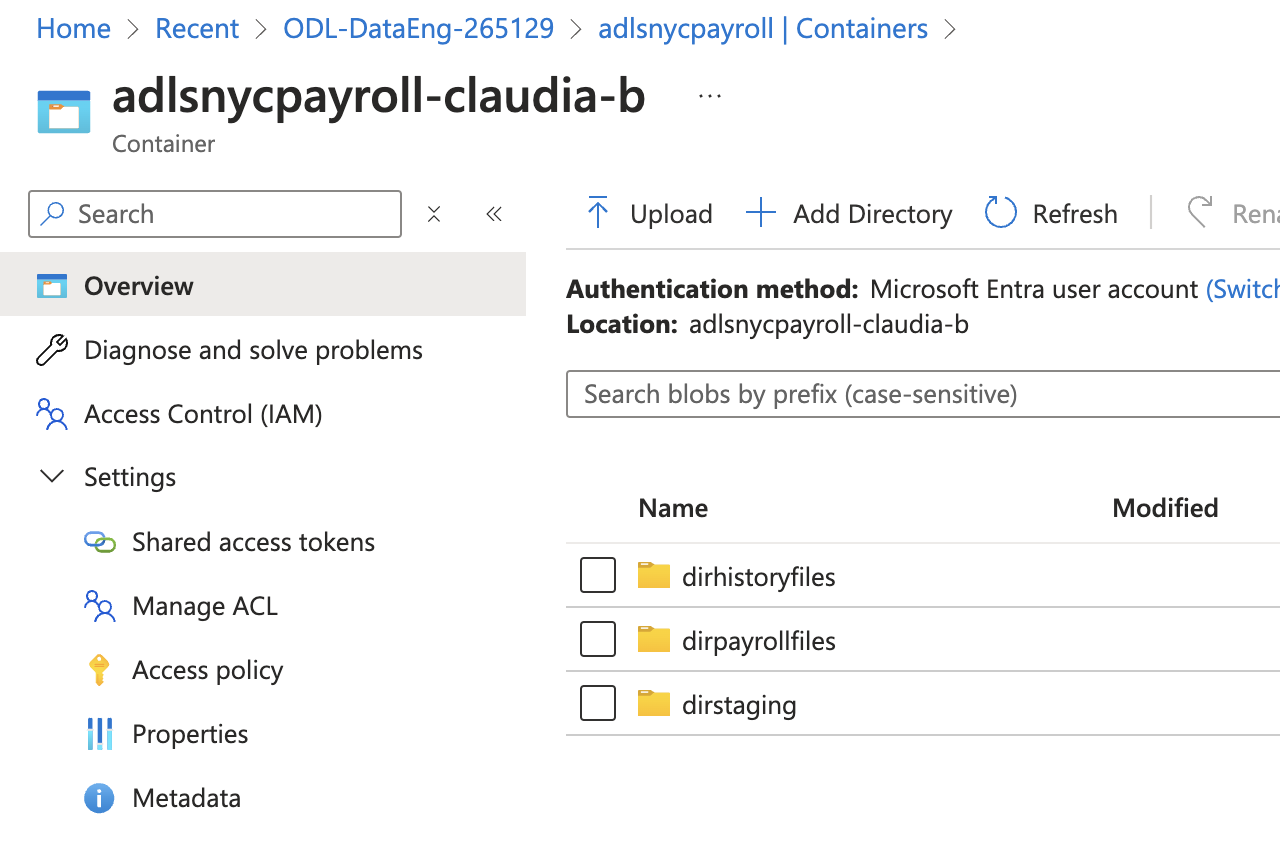 Home > Recent > ODL-DataEng-265129 > adlsnycpayroll | Containers >
adlsnycpayroll-claudia-b ...
Container
Search
Upload Add Directory Refresh
Overview
Authentication method: Microsoft Entra user account (Switch
Location: adlsnycpayroll-claudia-b
Diagnose and solve problems
Search blobs by prefix (case-sensitive)
Access Control (IAM)
Settings
Name Modified
Shared access tokens
dirhistoryfiles
Manage ACL
dirpayrollfiles
Access policy
dirstaging
Properties
Metadata